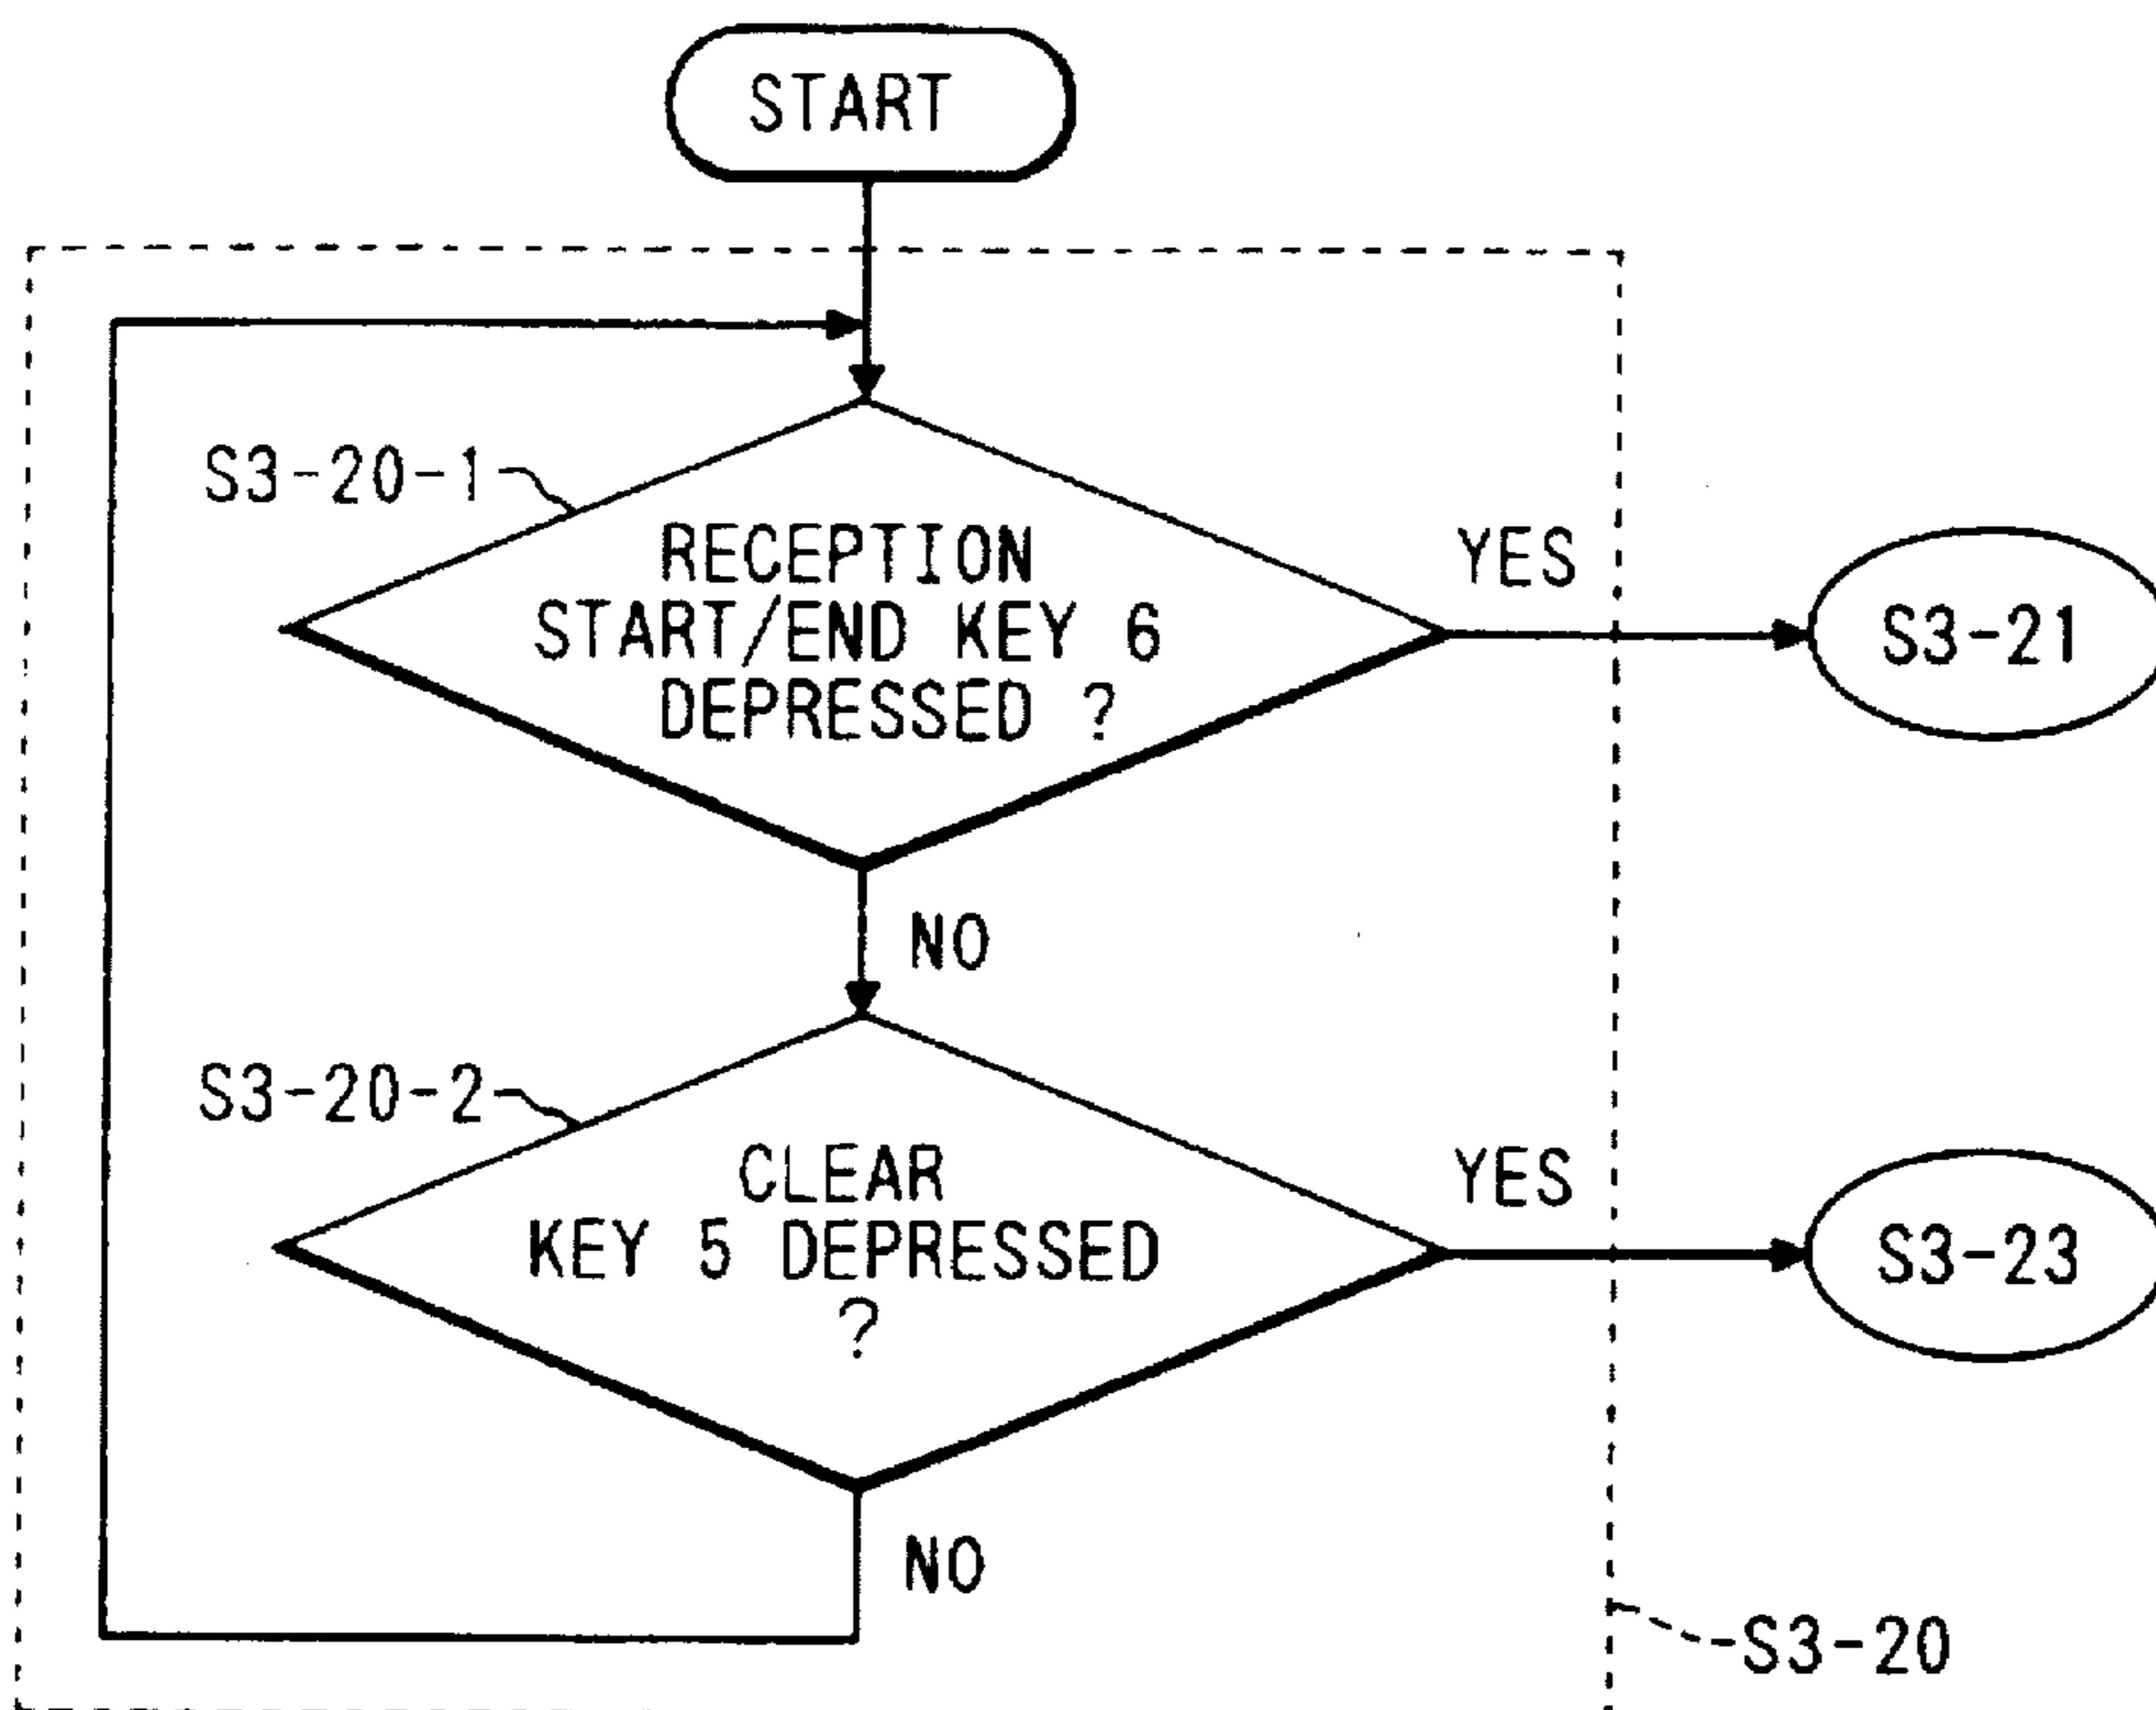 START
S3-20-1
RECEPTION
START/END KEY 6
DEPRESSED ?
YES
S3-21
NO
S3-20-2
CLEAR
KEY 5 DEPRESSED
?
YES
S3-23
NO
S3-20